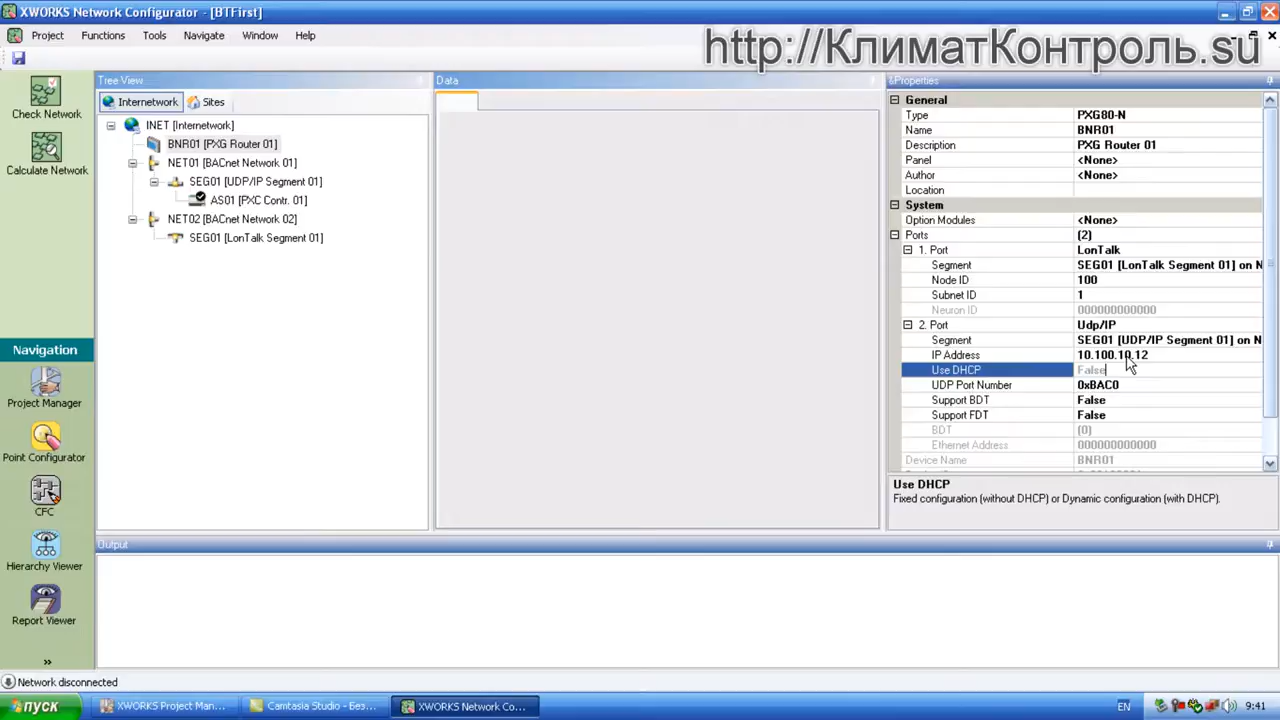 XWORKS Network Configurator - [BTFirst]
Project Functions Tools Navigate Window Help
http://КлиматКонтроль.su
Check Network
Calculate Network
Navigation
Project Manager
Point Configurator
CFC
Hierarchy Viewer
Report Viewer
»
Tree View
Internetwork Sites
INET [Internetwork]
BNR01 [PXG Router 01]
NET01 [BACnet Network 01]
SEG01 [UDP/IP Segment 01]
AS01 [PXC Contr. 01]
NET02 [BACnet Network 02]
SEG01 [LonTalk Segment 01]
Data
&Properties
General
Type PXG80-N
Name BNR01
Description PXG Router 01
Panel <None>
Author <None>
Location
System
Option Modules <None>
Ports (2)
1. Port LonTalk
Segment SEG01 [LonTalk Segment 01] on N
Node ID 100
Subnet ID 1
Neuron ID 000000000000
2. Port Udp/IP
Segment SEG01 [UDP/IP Segment 01] on N
IP Address 10.100.10.12
Use DHCP False
UDP Port Number 0xBAC0
Support BDT False
Support FDT False
BDT (0)
Ethernet Address 000000000000
Device Name BNR01
Use DHCP
Fixed configuration (without DHCP) or Dynamic configuration (with DHCP).
Output
Network disconnected
пуск XWORKS Project Man... Camtasia Studio - Без... XWORKS Network Co... EN 9:41